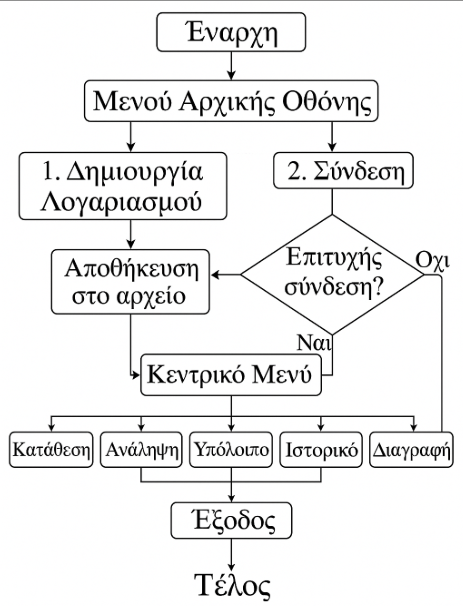 Έναρχη
Μενού Αρχικής Οθόνης
1. Δημιουργία
Λογαριασμού
2. Σύνδεση
Αποθήκευση
στο αρχείο
Επιτυχής
σύνδεση?
Οχι
Ναι
Κεντρικό Μενύ
Κατάθεση
Ανάληψη
Υπόλοιπο
Ιστορικό
Διαγραφή
Έξοδος
Τέλος